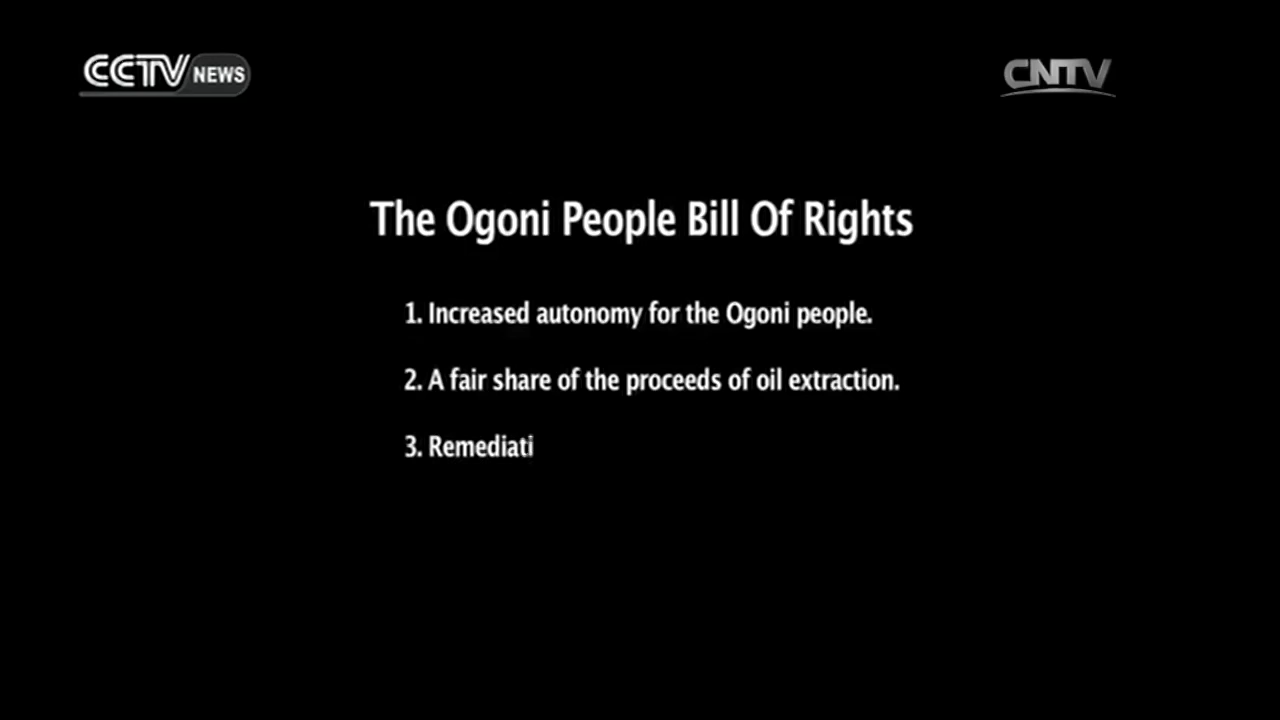 CCTV NEWS
CNTV
The Ogoni People Bill Of Rights
1. Increased autonomy for the Ogoni people.
2. A fair share of the proceeds of oil extraction.
3. Remediati